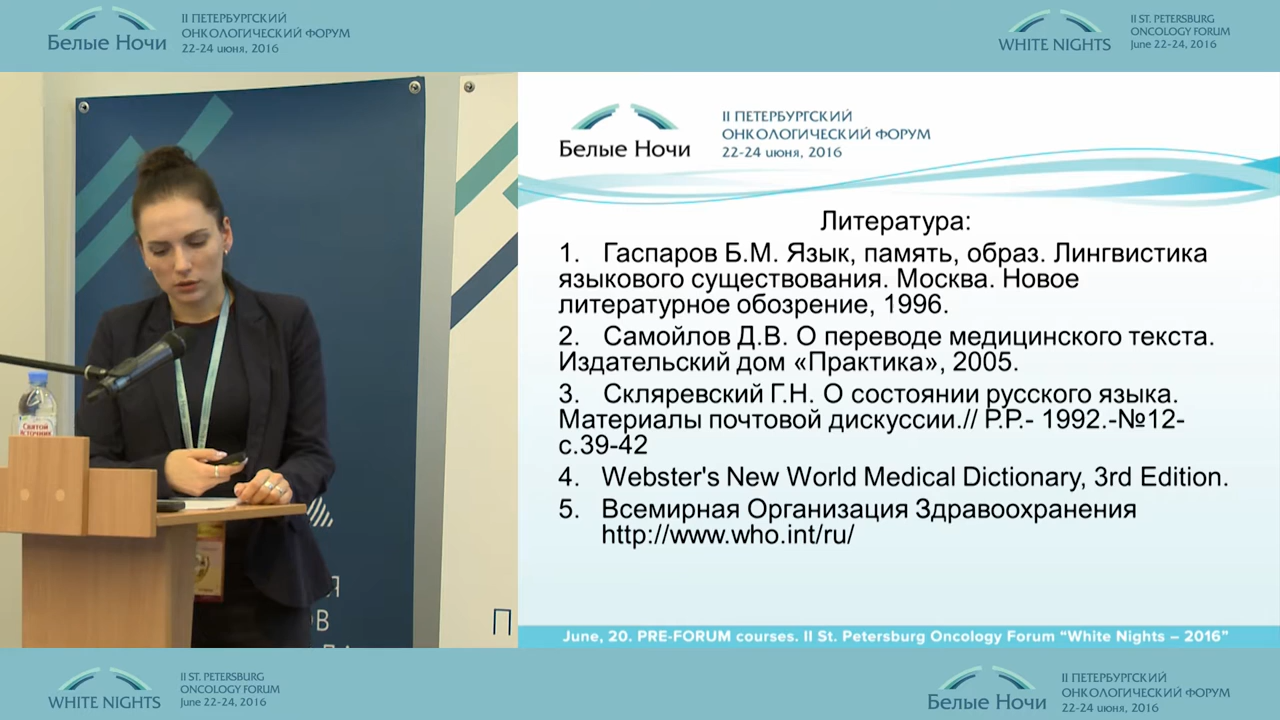 Белые Ночи
II ПЕТЕРБУРГСКИЙ
ОНКОЛОГИЧЕСКИЙ ФОРУМ
22-24 июня, 2016
WHITE NIGHTS
II ST. PETERSBURG
ONCOLOGY FORUM
June 22-24, 2016
Белые Ночи
II ПЕТЕРБУРГСКИЙ
ОНКОЛОГИЧЕСКИЙ ФОРУМ
22-24 июня, 2016
Литература:
1. Гаспаров Б.М. Язык, память, образ. Лингвистика
языкового существования. Москва. Новое
литературное обозрение, 1996.
2. Самойлов Д.В. О переводе медицинского текста.
Издательский дом «Практика», 2005.
3. Скляревский Г.Н. О состоянии русского языка.
Материалы почтовой дискуссии.// Р.Р.- 1992.-№12-
с.39-42
4. Webster's New World Medical Dictionary, 3rd Edition.
5. Всемирная Организация Здравоохранения
http://www.who.int/ru/
June, 20. PRE-FORUM courses. II St. Petersburg Oncology Forum “White Nights – 2016”
Святой
Источник
WHITE NIGHTS
II ST. PETERSBURG
ONCOLOGY FORUM
June 22-24, 2016
Белые Ночи
II ПЕТЕРБУРГСКИЙ
ОНКОЛОГИЧЕСКИЙ ФОРУМ
22-24 июня, 2016